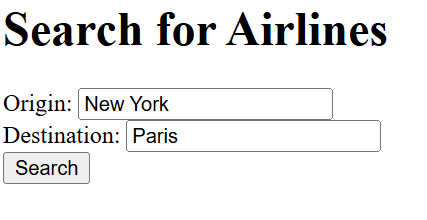 Search for Airlines
Origin: New York
Destination: Paris
Search